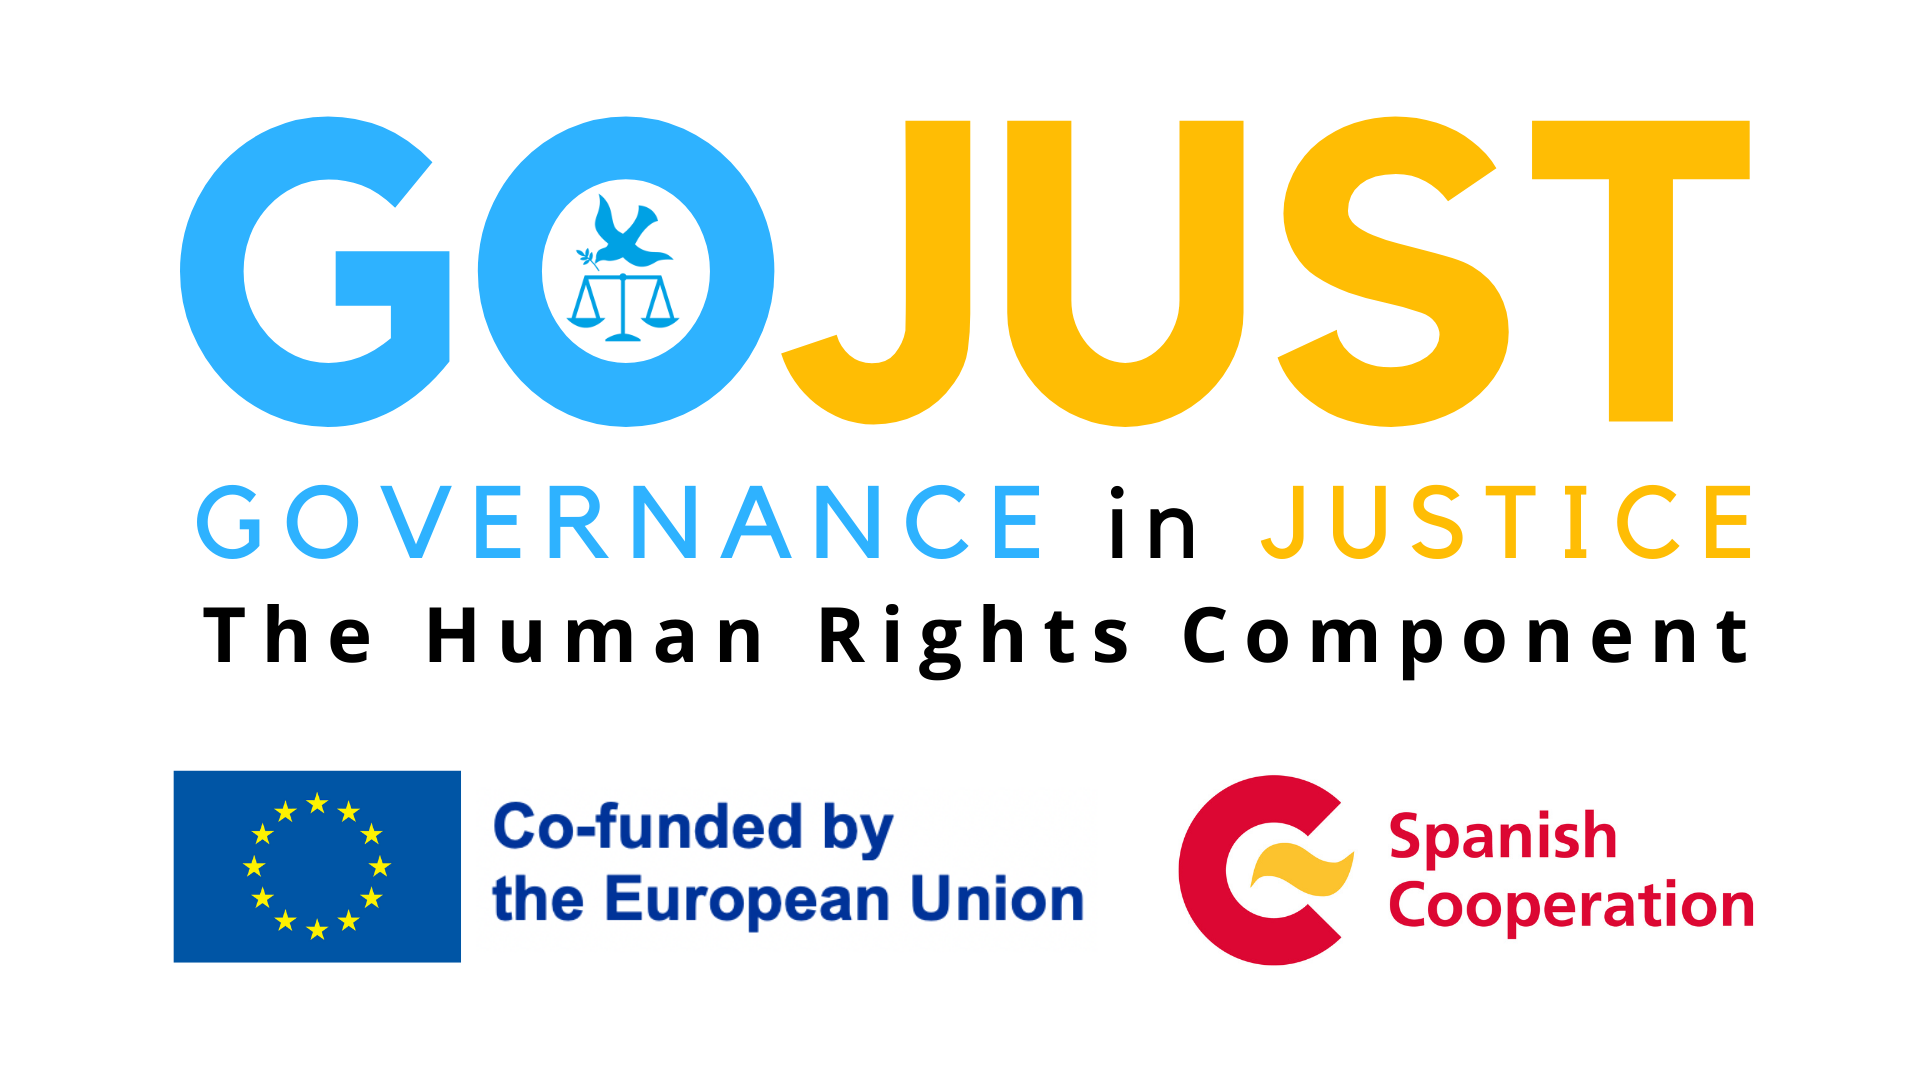 GOJUST
GOVERNANCE in JUSTICE
The Human Rights Component
Co-funded by
the European Union
Spanish
Cooperation